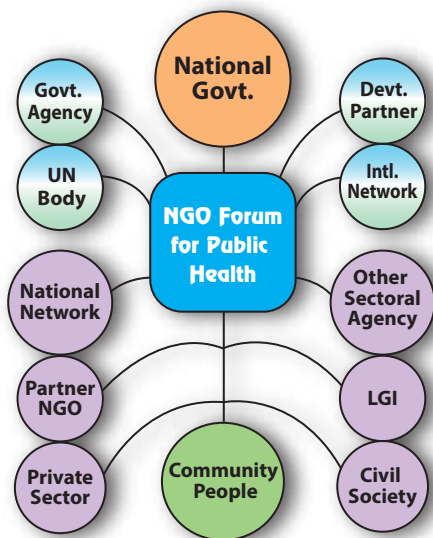 National
Govt.
Govt.
Agency
Devt.
Partner
UN
Body
Intl.
Network
NGO Forum
for Public
Health
National
Network
Other
Sectoral
Agency
Partner
NGO
LGI
Private
Sector
Community
People
Civil
Society